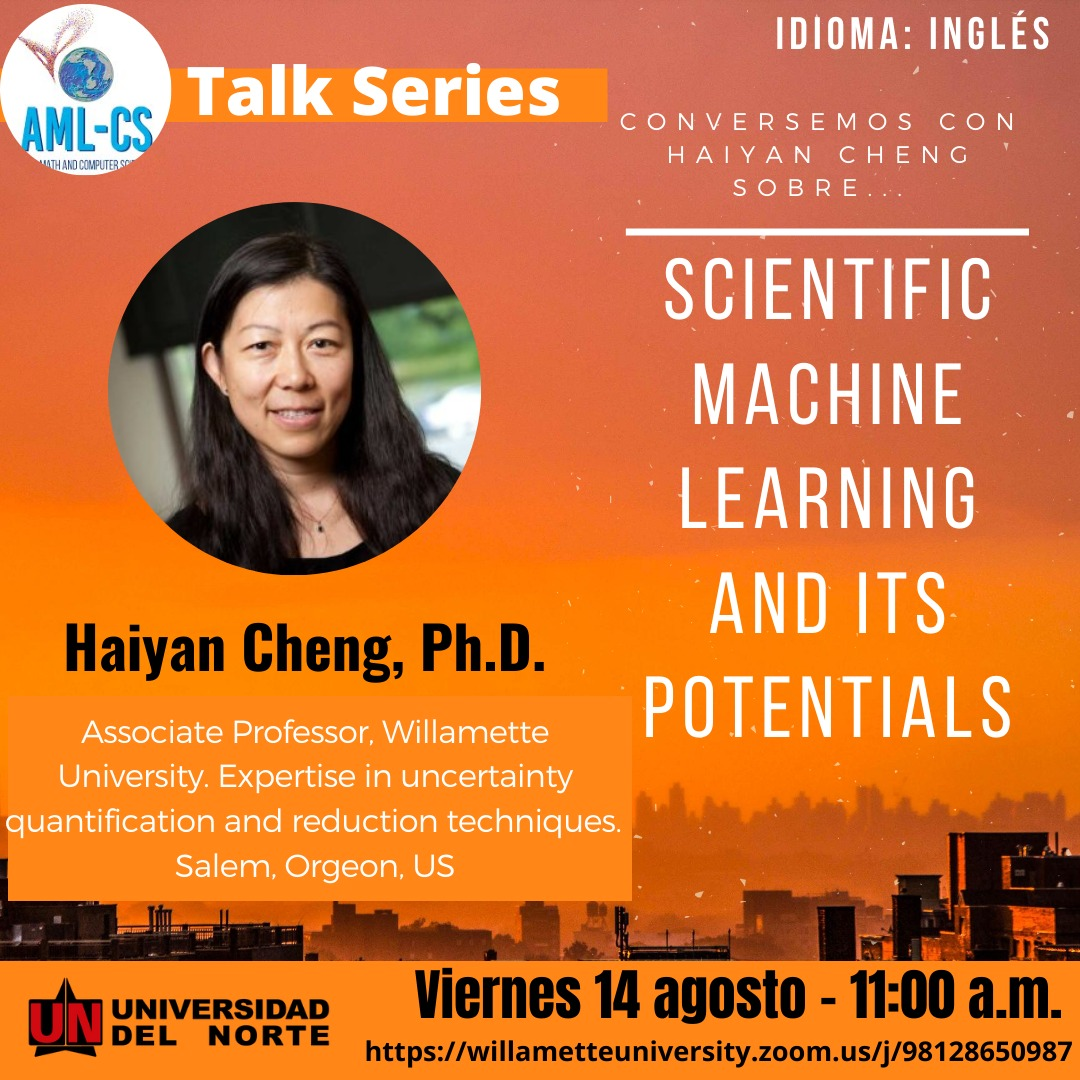 IDIOMA: INGLÉS
Talk Series
AML-CS
MATH AND COMPUTER
CONVERSEMOS CON
HAIYAN CHENG
SOBRE...
SCIENTIFIC
MACHINE
LEARNING
AND ITS
POTENTIALS
Haiyan Cheng, Ph.D.
Associate Professor, Willamette
University. Expertise in uncertainty
quantification and reduction techniques.
Salem, Orgeon, US
UN UNIVERSIDAD
DEL NORTE
Viernes 14 agosto - 11:00 a.m.
https://willametteuniversity.zoom.us/j/98128650987